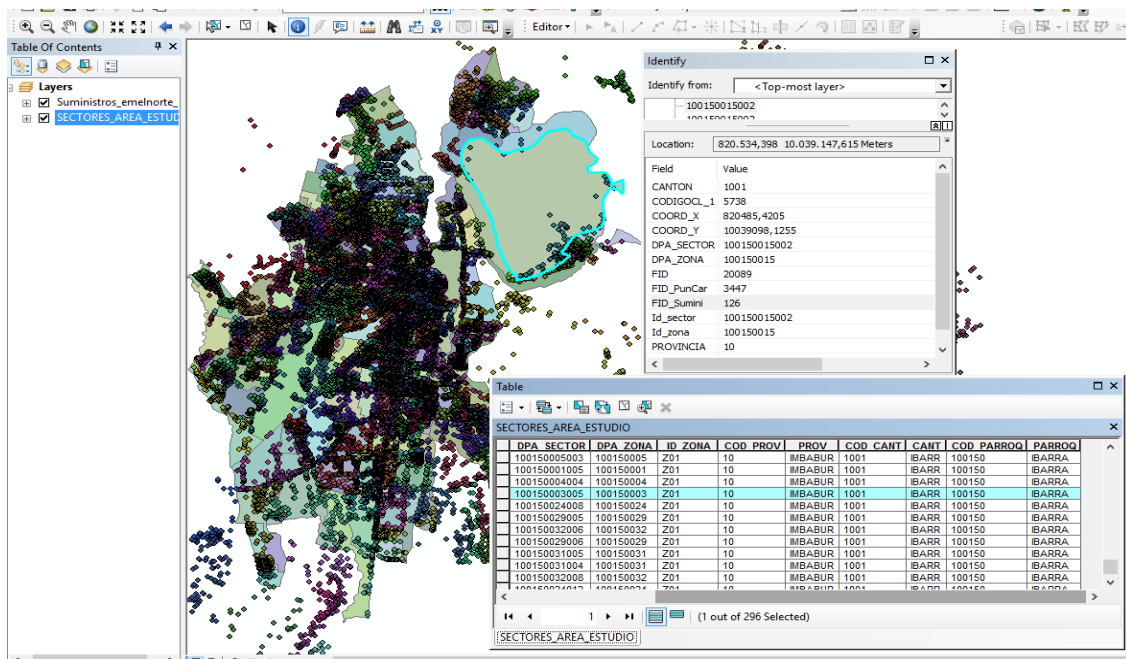 Editor
Table Of Contents
Layers
Suministros_emelnorte_
SECTORES_AREA_ESTUD
Identify
Identify from: <Top-most layer>
100150015002
100150015002
Location: 820.534,398 10.039.147,615 Meters
Field Value
CANTON 1001
CODIGOCL_1 5738
COORD_X 820485,4205
COORD_Y 10039098,1255
DPA_SECTOR 100150015002
DPA_ZONA 100150015
FID 20089
FID_PunCar 3447
FID_Sumini 126
Id_sector 100150015002
Id_zona 100150015
PROVINCIA 10
Table
SECTORES_AREA_ESTUDIO
DPA_SECTOR DPA_ZONA ID_ZONA COD_PROV PROV COD_CANT CANT COD_PARROQ PARROQ
100150005003 100150005 Z01 10 IMBABUR 1001 IBARR 100150 IBARRA
100150001005 100150001 Z01 10 IMBABUR 1001 IBARR 100150 IBARRA
100150004004 100150004 Z01 10 IMBABUR 1001 IBARR 100150 IBARRA
100150003005 100150003 Z01 10 IMBABUR 1001 IBARR 100150 IBARRA
100150024008 100150024 Z01 10 IMBABUR 1001 IBARR 100150 IBARRA
100150029005 100150029 Z01 10 IMBABUR 1001 IBARR 100150 IBARRA
100150032006 100150032 Z01 10 IMBABUR 1001 IBARR 100150 IBARRA
100150029006 100150029 Z01 10 IMBABUR 1001 IBARR 100150 IBARRA
100150031005 100150031 Z01 10 IMBABUR 1001 IBARR 100150 IBARRA
100150031004 100150031 Z01 10 IMBABUR 1001 IBARR 100150 IBARRA
100150032008 100150032 Z01 10 IMBABUR 1001 IBARR 100150 IBARRA
1 (1 out of 296 Selected)
SECTORES_AREA_ESTUDIO